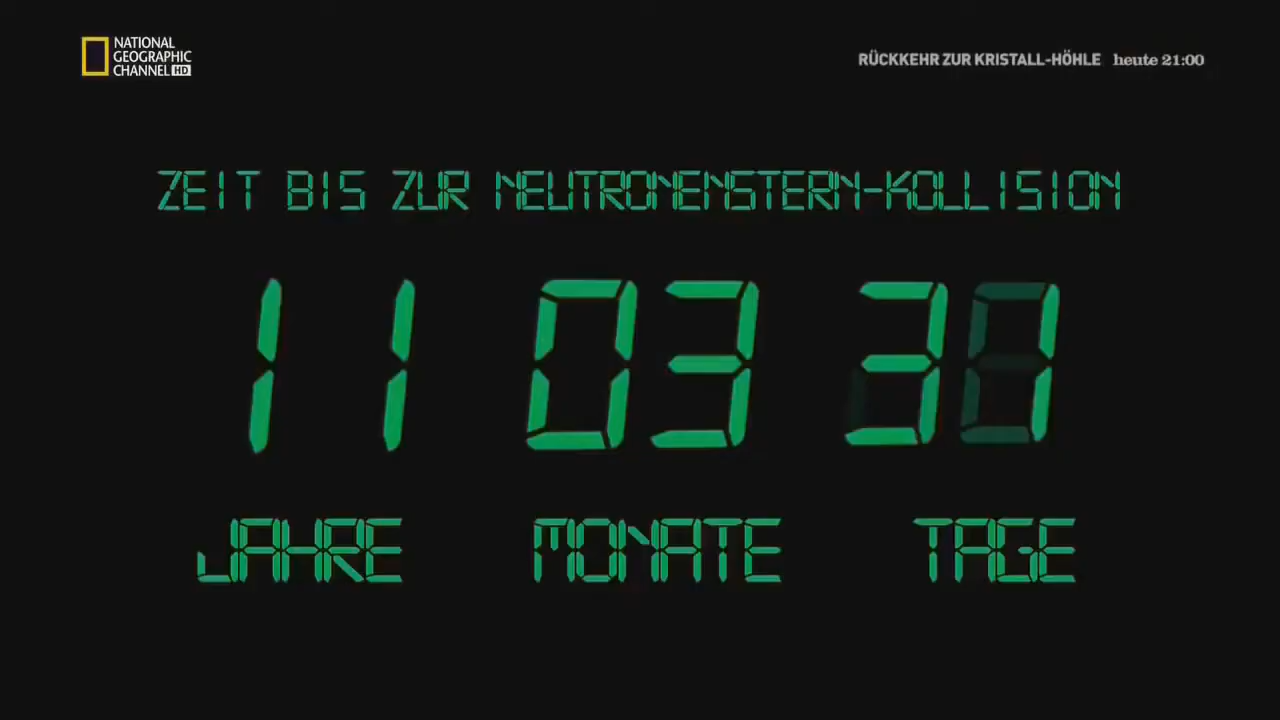 NATIONAL
GEOGRAPHIC
CHANNEL HD
RÜCKKEHR ZUR KRISTALL-HÖHLE heute 21:00
ZEIT BIS ZUR NEUTRONENSTERN-KOLLISION
11 03 31
JAHRE MONATE TAGE